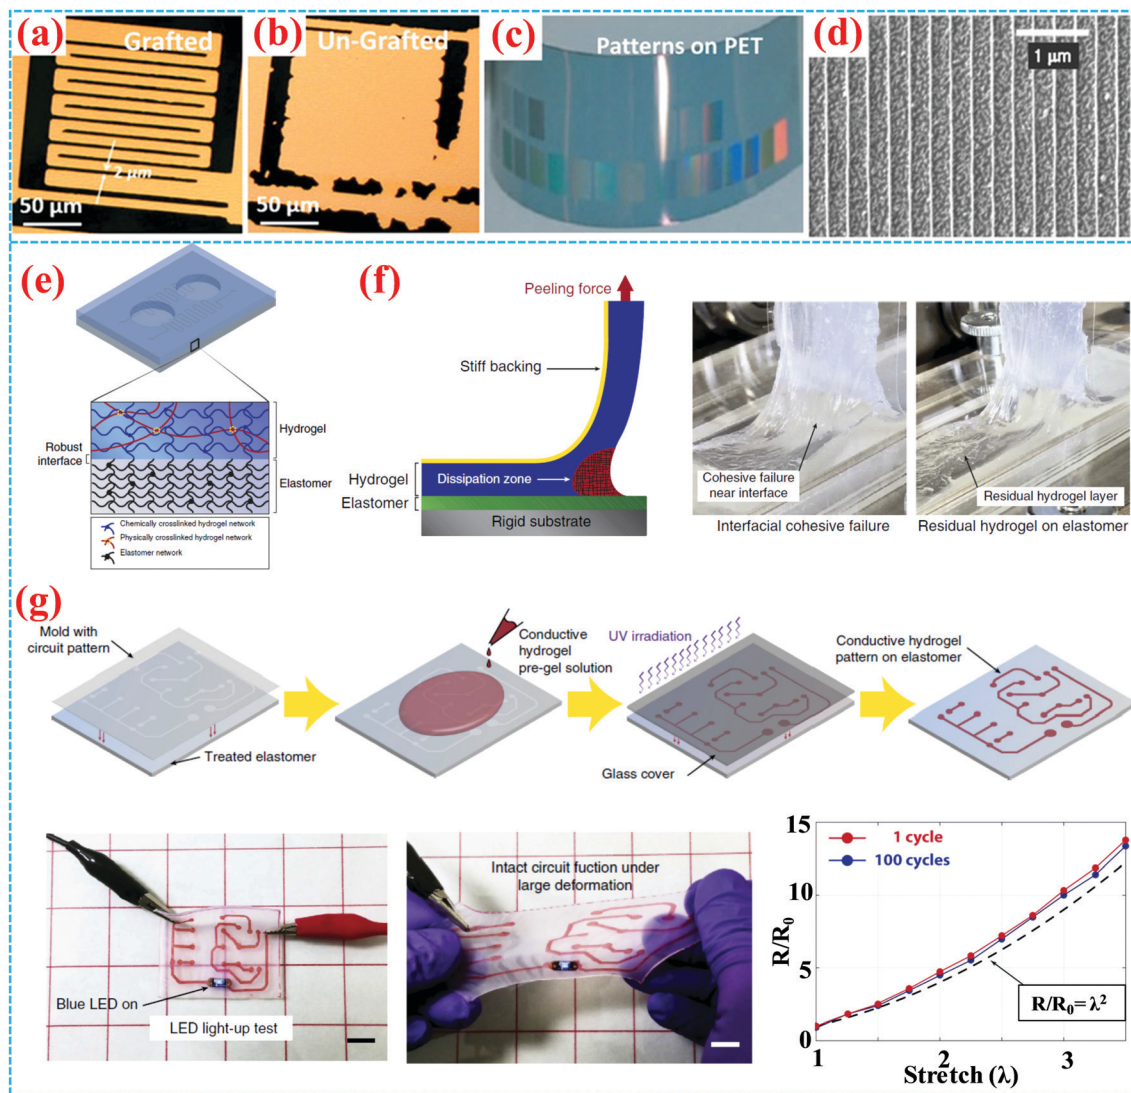 (a)
Grafted
2 μm
50 μm
(b)
Un-Grafted
50 μm
(c)
Patterns on PET
(d)
1 μm
(e)
Robust
interface
Hydrogel
Elastomer
Chemically crosslinked hydrogel network
Physically crosslinked hydrogel network
Elastomer network
(f)
Peeling force
Stiff backing
Hydrogel
Dissipation zone
Elastomer
Rigid substrate
Cohesive failure
near interface
Interfacial cohesive failure
Residual hydrogel layer
Residual hydrogel on elastomer
(g)
Mold with
circuit pattern
Treated elastomer
Conductive
hydrogel
pre-gel solution
UV irradiation
Glass cover
Conductive hydrogel
pattern on elastomer
Blue LED on
LED light-up test
Intact circuit fuction under
large deformation
15
10
5
0
R/R0
1 cycle
100 cycles
R/R0=λ2
1
2
3
Stretch (λ)